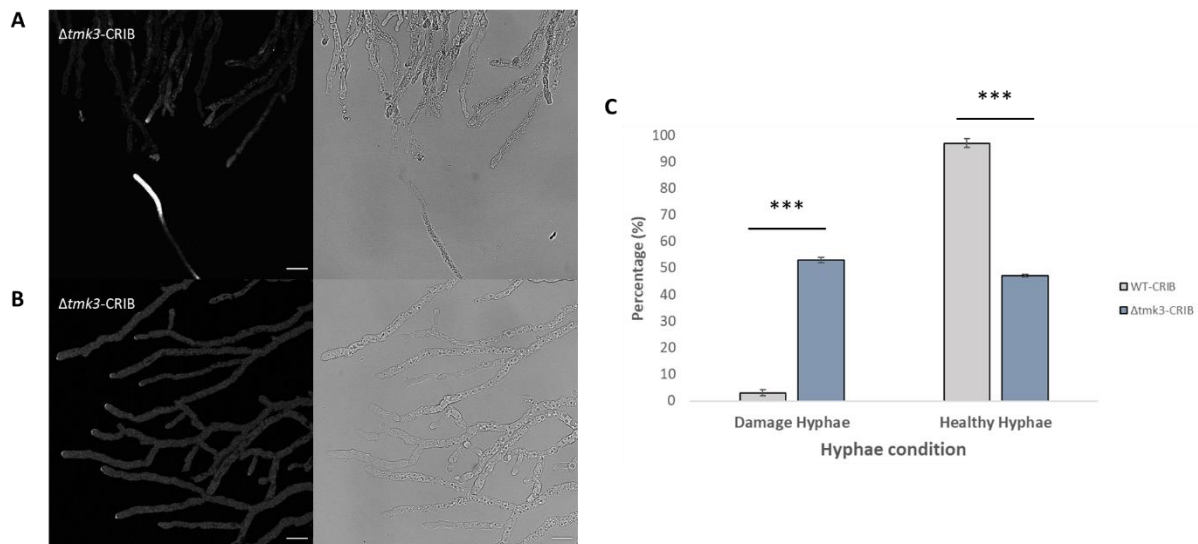 A
Δtmk3-CRIB
B
Δtmk3-CRIB
C
***
***
Percentage (%)
100
90
80
70
60
50
40
30
20
10
0
Damage Hyphae
Healthy Hyphae
Hyphae condition
WT-CRIB
Δtmk3-CRIB